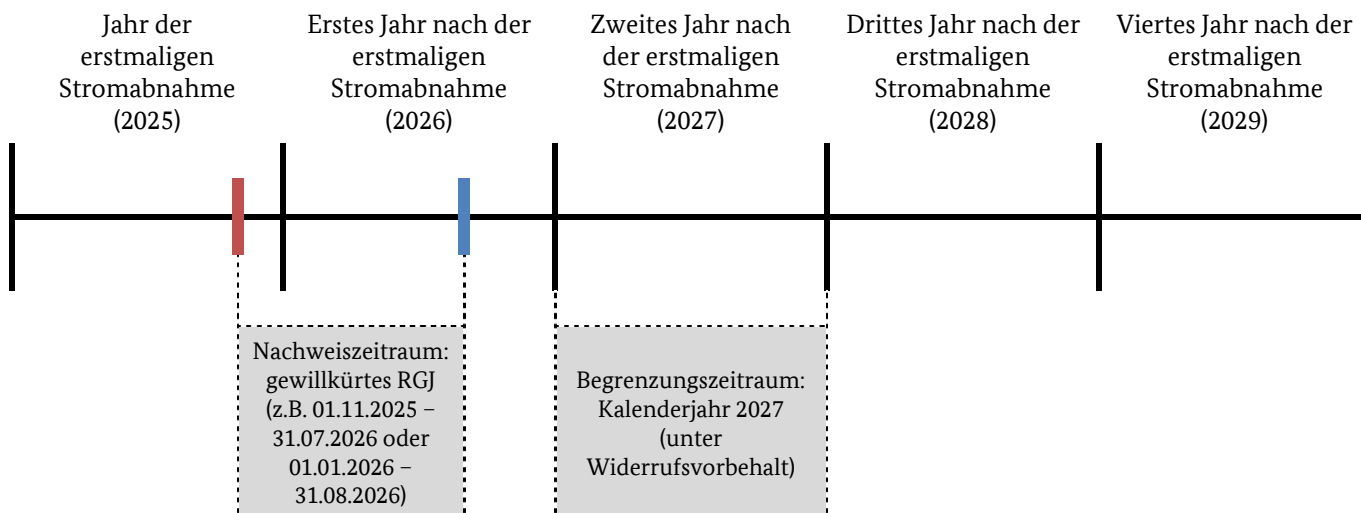 Jahr der
erstmaligen
Stromabnahme
(2025)
Erstes Jahr nach der
erstmaligen
Stromabnahme
(2026)
Zweites Jahr nach
der erstmaligen
Stromabnahme
(2027)
Drittes Jahr nach der
erstmaligen
Stromabnahme
(2028)
Viertes Jahr nach der
erstmaligen
Stromabnahme
(2029)
Nachweiszeitraum:
gewillkürtes RGJ
(z.B. 01.11.2025 –
31.07.2026 oder
01.01.2026 –
31.08.2026)
Begrenzungszeitraum:
Kalenderjahr 2027
(unter
Widerrufsvorbehalt)